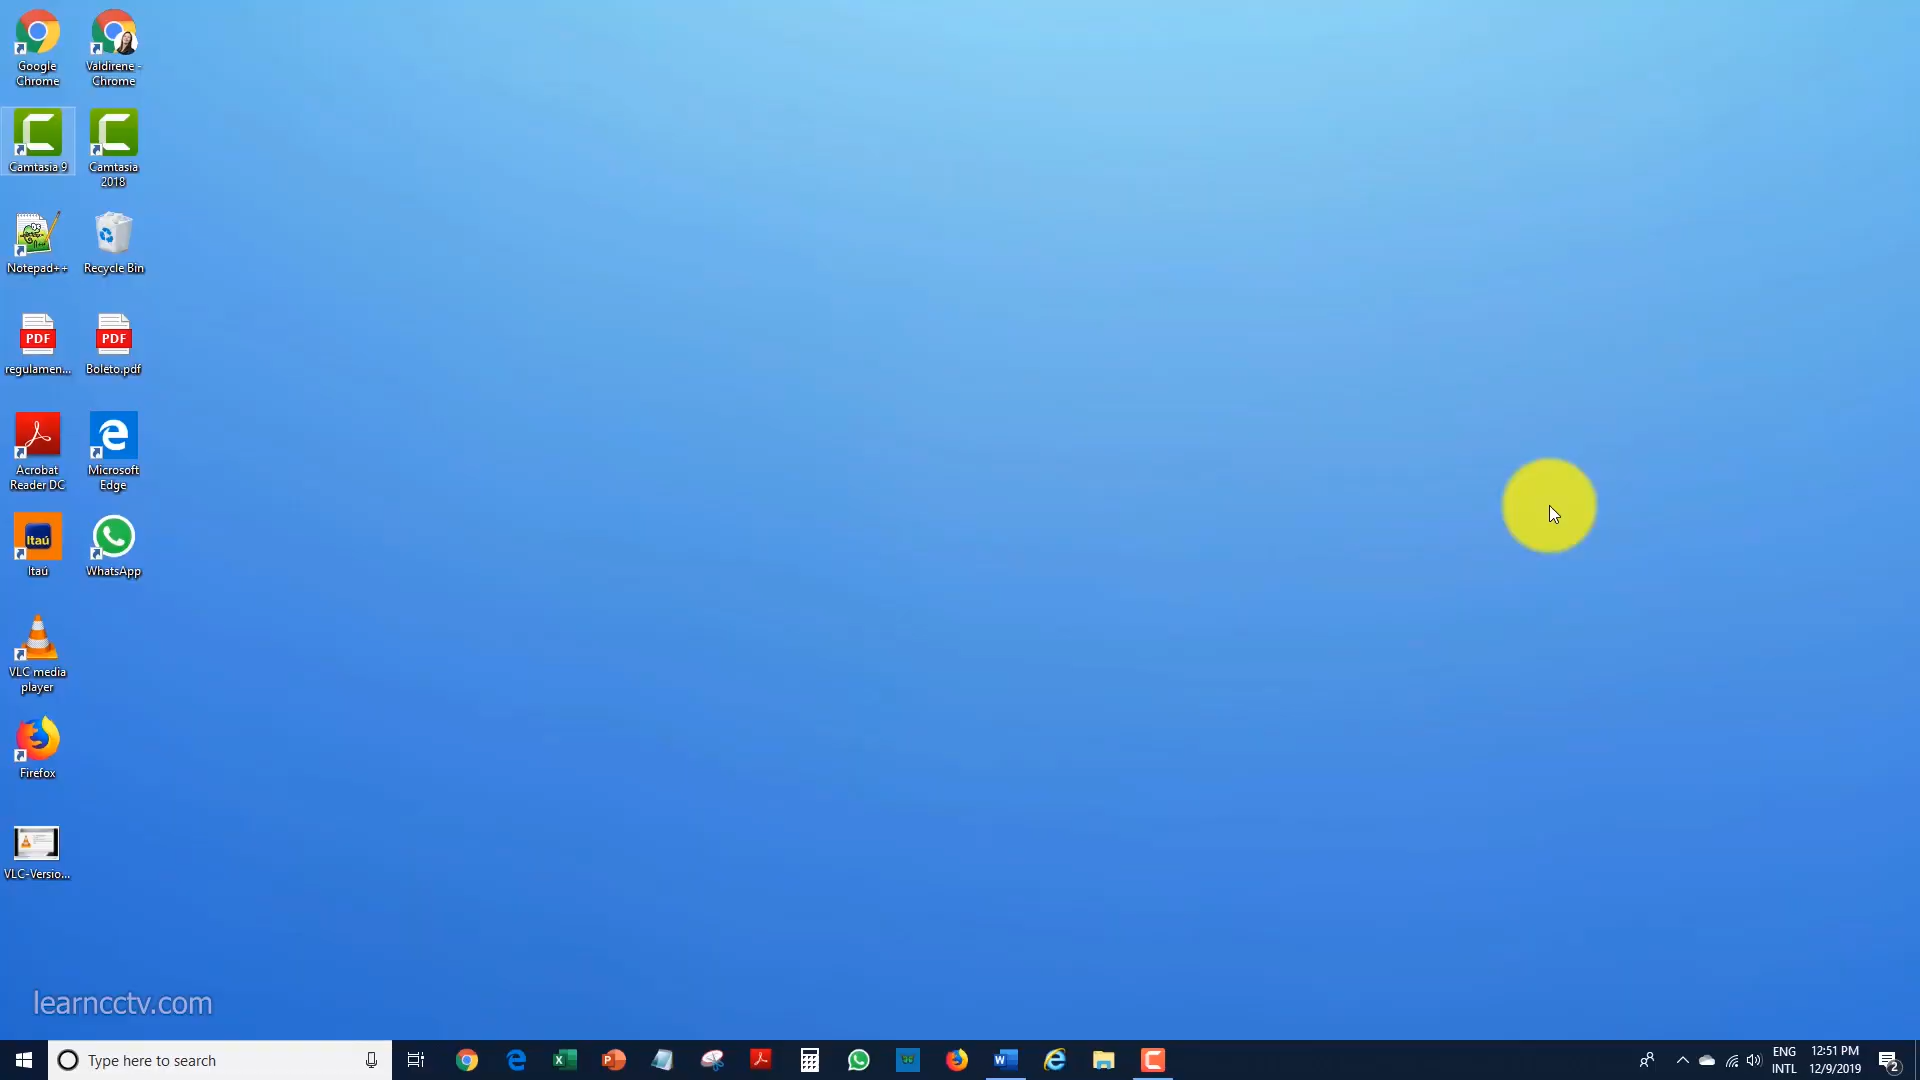 Google
Chrome
Valdirene -
Chrome
Camtasia 9
Camtasia
2018
Notepad++
Recycle Bin
PDF
regulamen...
PDF
Boleto.pdf
Acrobat
Reader DC
Microsoft
Edge
Itaú
Itaú
WhatsApp
VLC media
player
Firefox
VLC-Versio...
learncctv.com
Type here to search
ENG
INTL
12:51 PM
12/9/2019
2